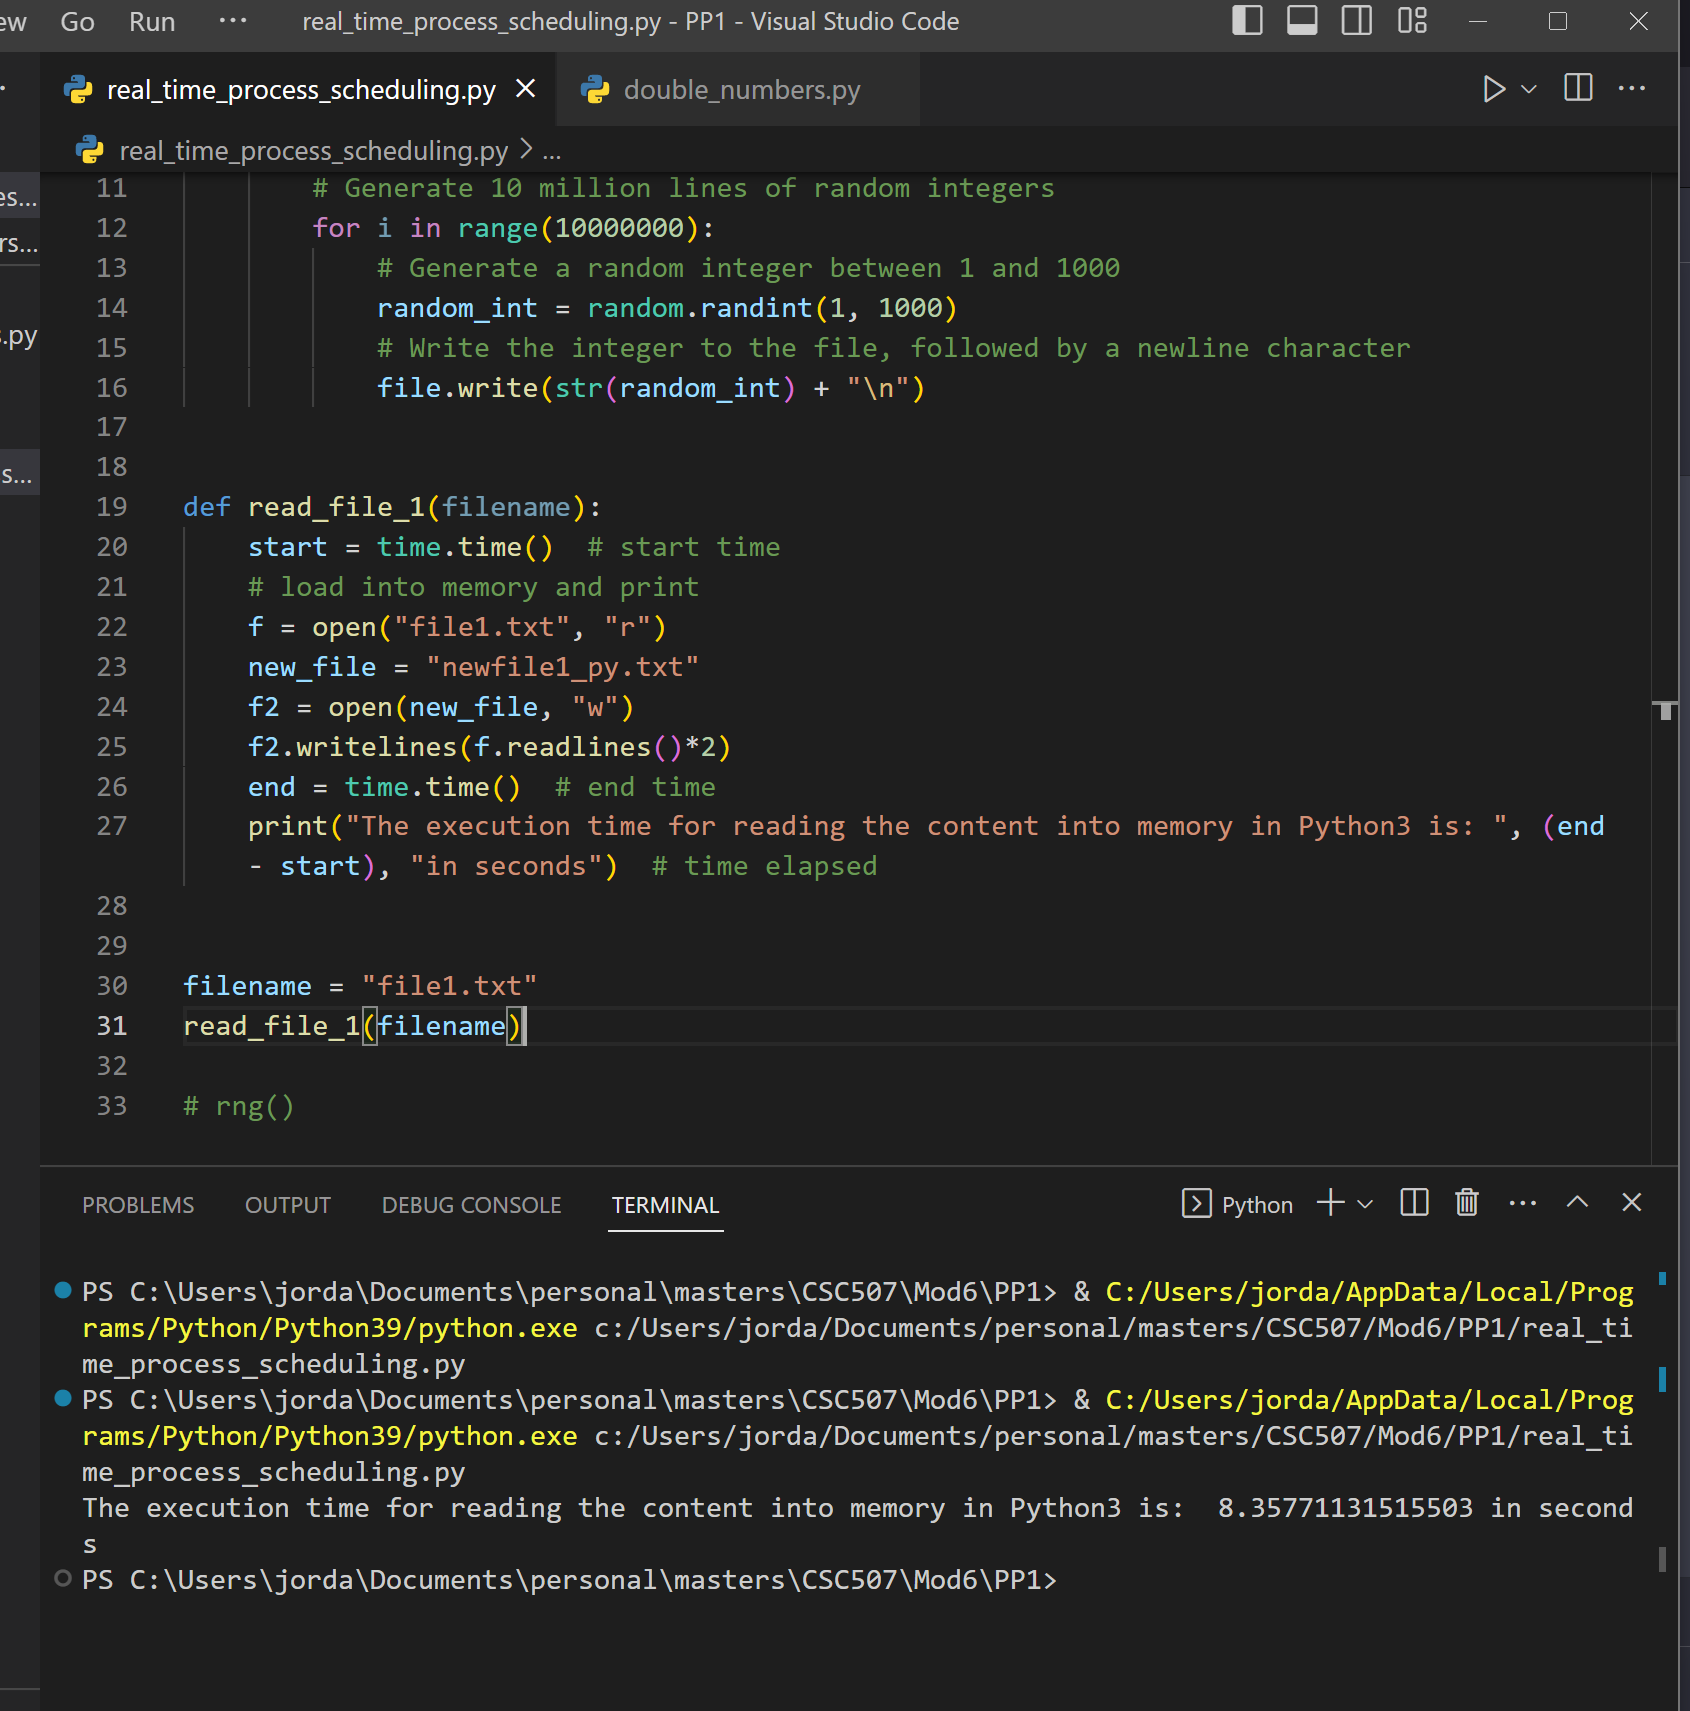 ew Go Run ··· real_time_process_scheduling.py - PP1 - Visual Studio Code
real_time_process_scheduling.py double_numbers.py
real_time_process_scheduling.py > ...
es...
rs...
.py
s...
11 # Generate 10 million lines of random integers
12 for i in range(10000000):
13 # Generate a random integer between 1 and 1000
14 random_int = random.randint(1, 1000)
15 # Write the integer to the file, followed by a newline character
16 file.write(str(random_int) + "\n")
17
18
19 def read_file_1(filename):
20 start = time.time()  # start time
21 # load into memory and print
22 f = open("file1.txt", "r")
23 new_file = "newfile1_py.txt"
24 f2 = open(new_file, "w")
25 f2.writelines(f.readlines()*2)
26 end = time.time()  # end time
27 print("The execution time for reading the content into memory in Python3 is: ", (end
- start), "in seconds")  # time elapsed
28
29
30 filename = "file1.txt"
31 read_file_1(filename)
32
33 # rng()
PROBLEMS OUTPUT DEBUG CONSOLE TERMINAL Python
PS C:\Users\jorda\Documents\personal\masters\CSC507\Mod6\PP1> & C:/Users/jorda/AppData/Local/Prog
rams/Python/Python39/python.exe c:/Users/jorda/Documents/personal/masters/CSC507/Mod6/PP1/real_ti
me_process_scheduling.py
PS C:\Users\jorda\Documents\personal\masters\CSC507\Mod6\PP1> & C:/Users/jorda/AppData/Local/Prog
rams/Python/Python39/python.exe c:/Users/jorda/Documents/personal/masters/CSC507/Mod6/PP1/real_ti
me_process_scheduling.py
The execution time for reading the content into memory in Python3 is:  8.35771131515503 in second
s
PS C:\Users\jorda\Documents\personal\masters\CSC507\Mod6\PP1>